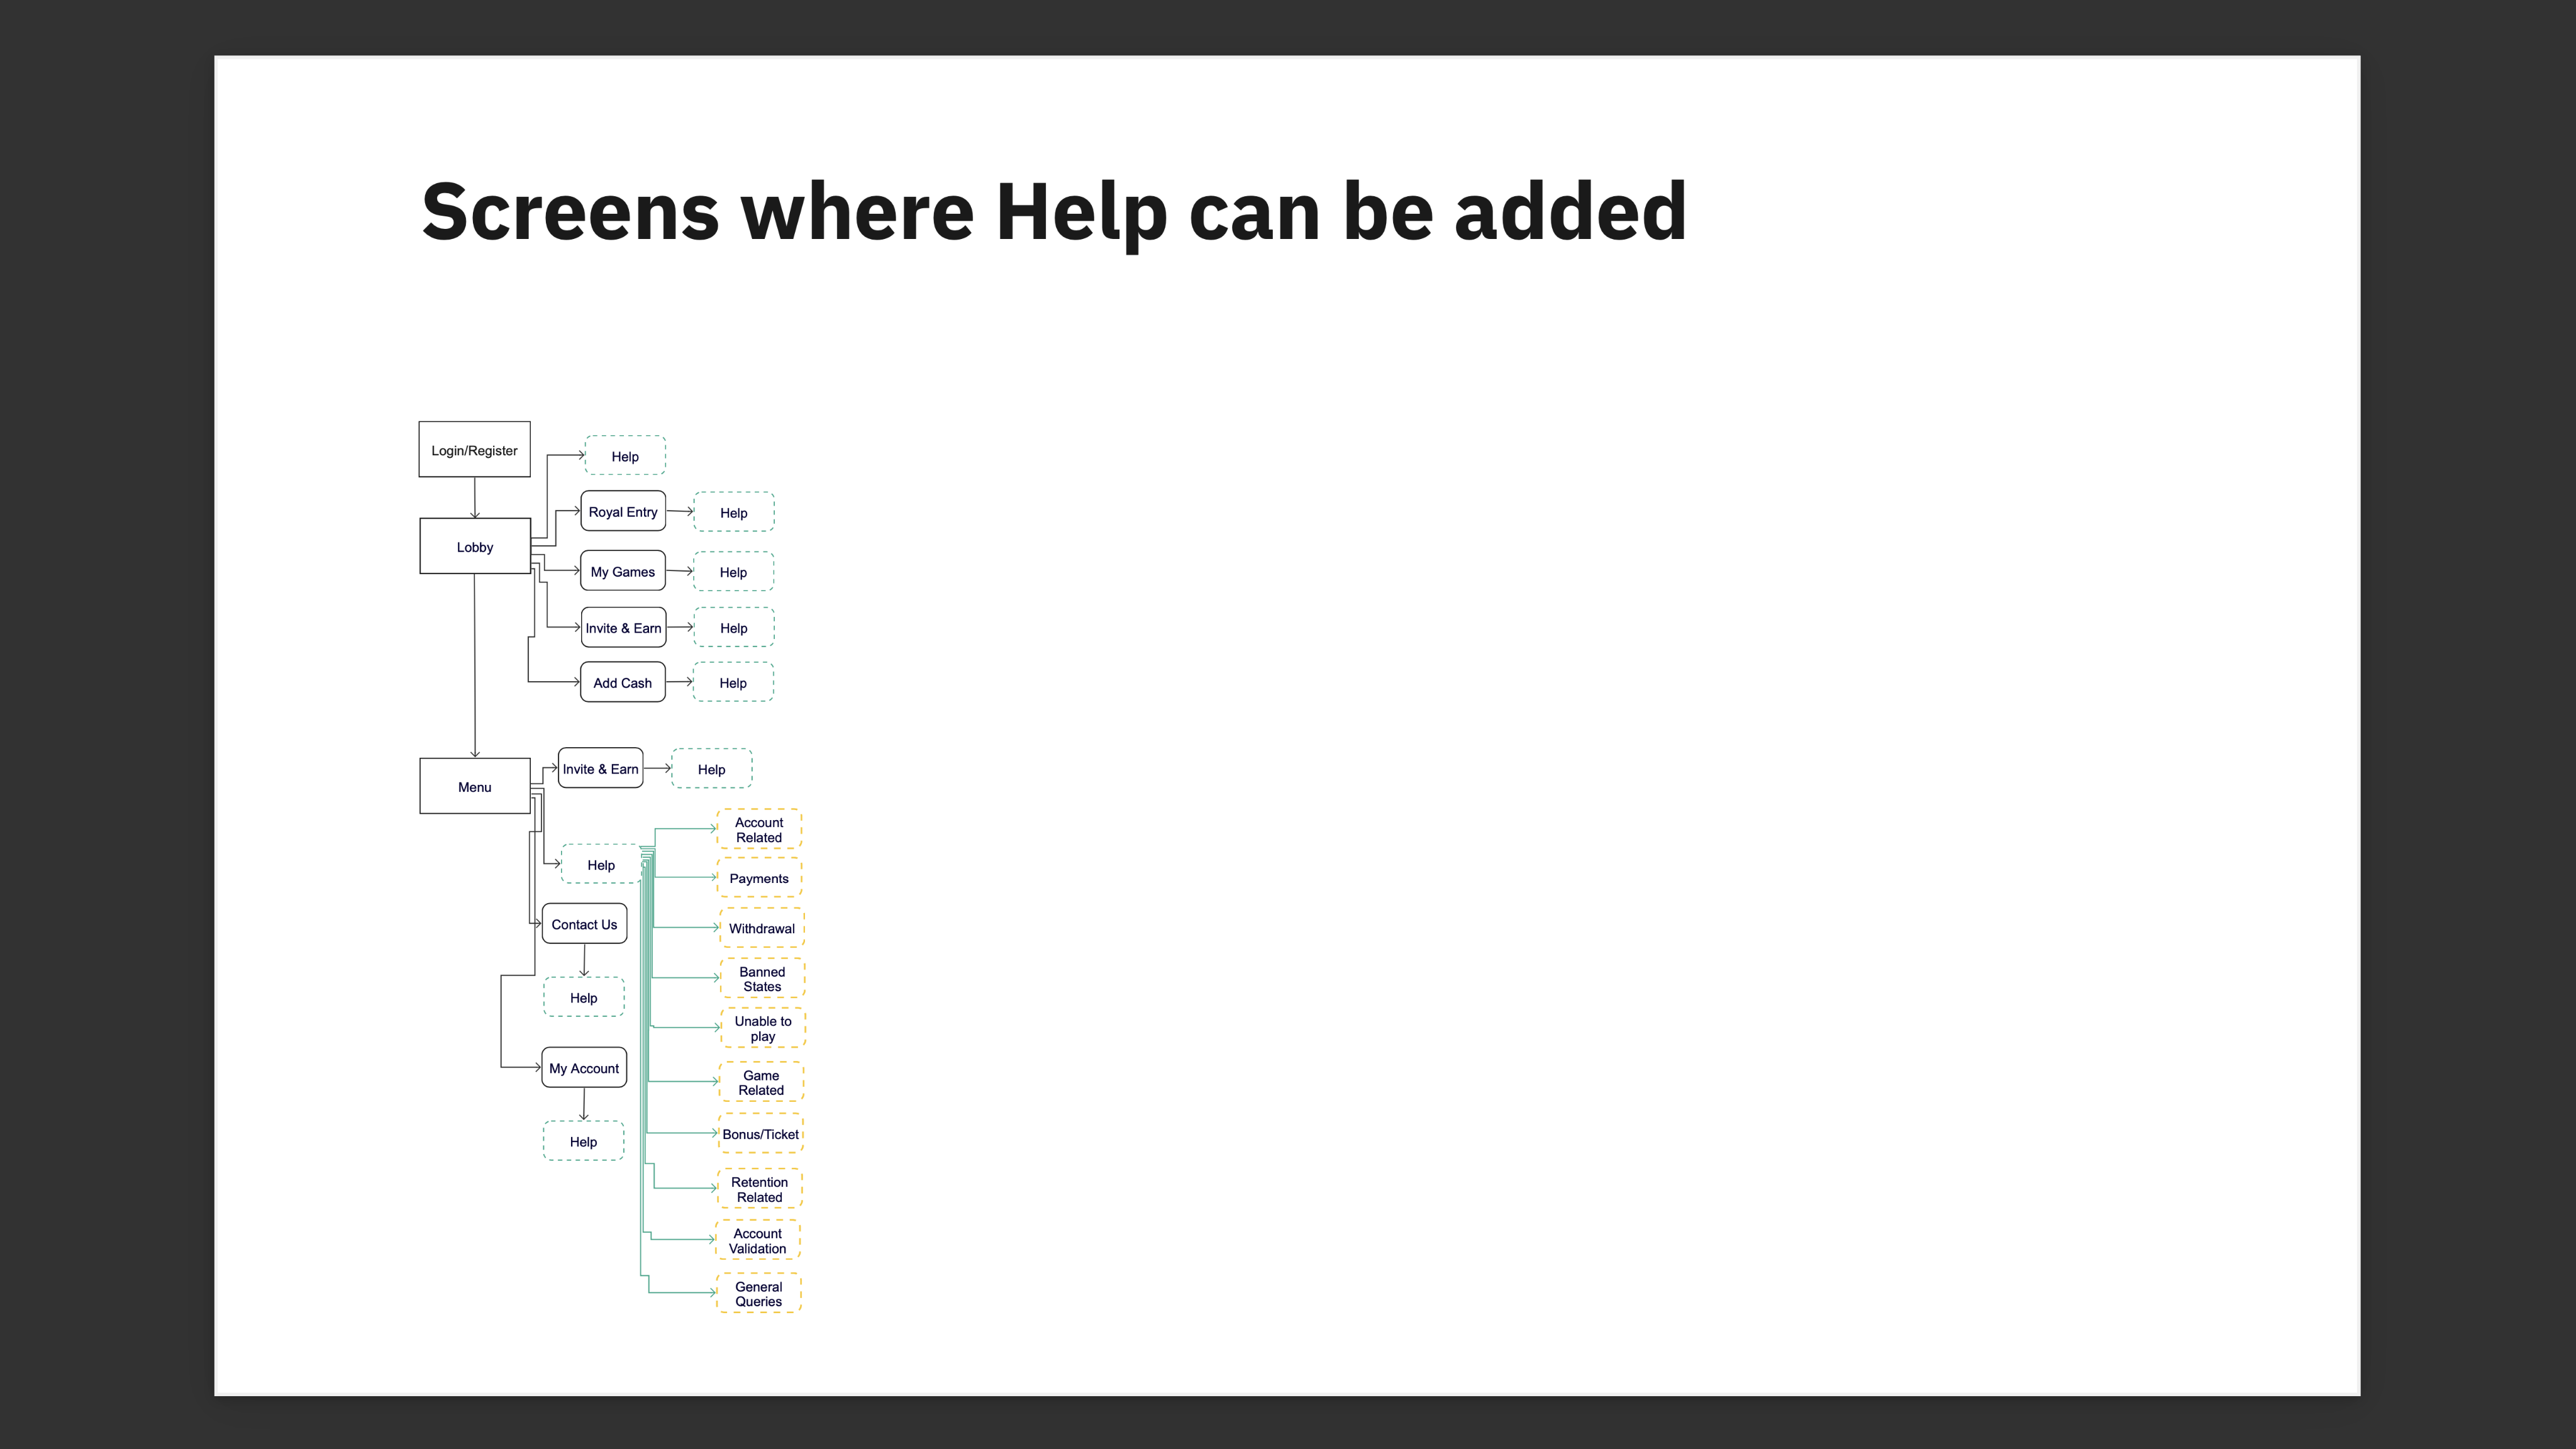 Screens where Help can be added
Login/Register
Help
Royal Entry
Help
Lobby
My Games
Help
Invite & Earn
Help
Add Cash
Help
Menu
Invite & Earn
Help
Account
Related
Help
Payments
Contact Us
Withdrawal
Banned
States
Help
Unable to
play
My Account
Game
Related
Help
Bonus/Ticket
Retention
Related
Account
Validation
General
Queries